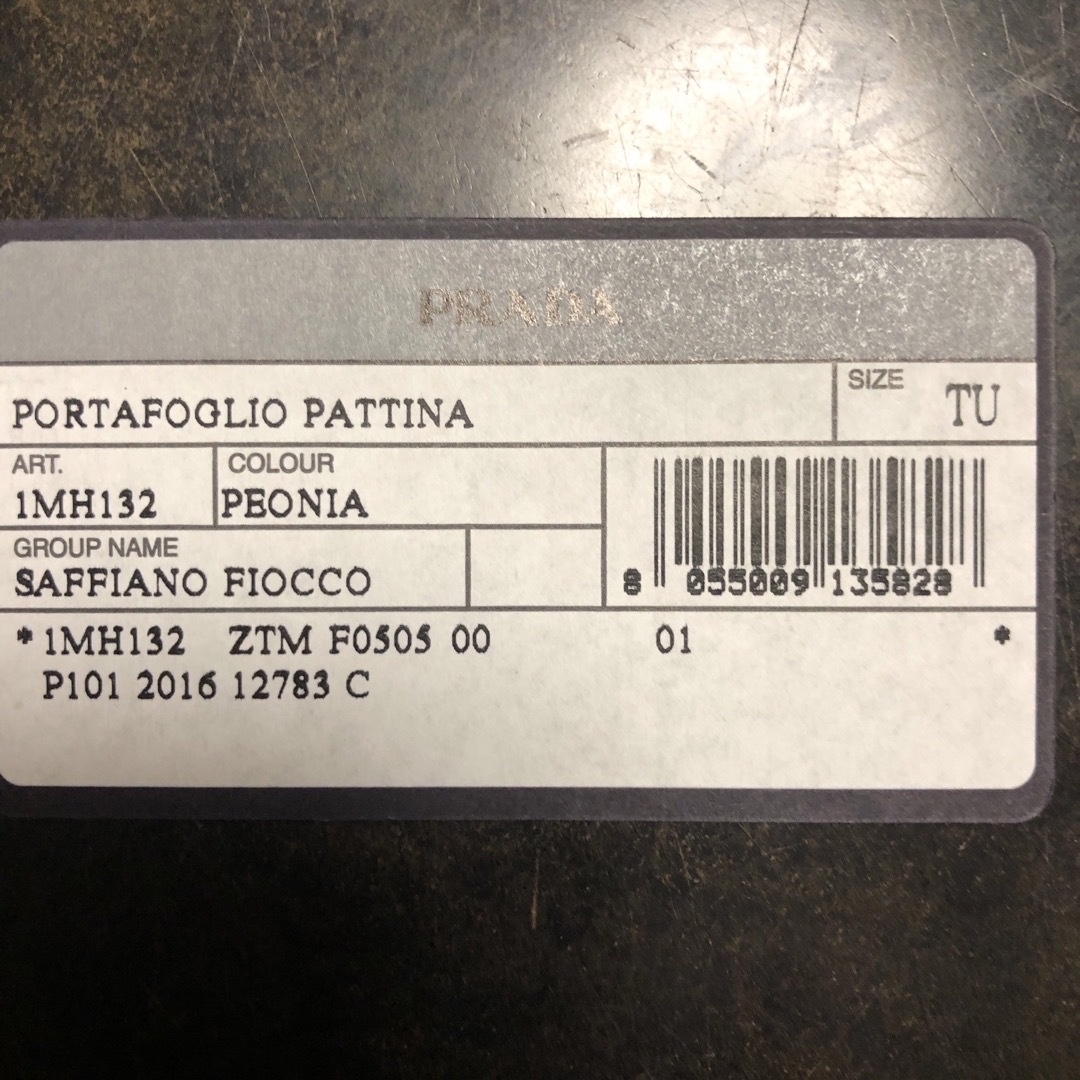 PRADA
PORTAFOGLIO PATTINA
SIZE TU
ART. COLOUR
1MH132 PEONIA
GROUP NAME
SAFFIANO FIOCCO
8 055009 135828
*1MH132 ZTM F0505 00 01 *
P101 2016 12783 C